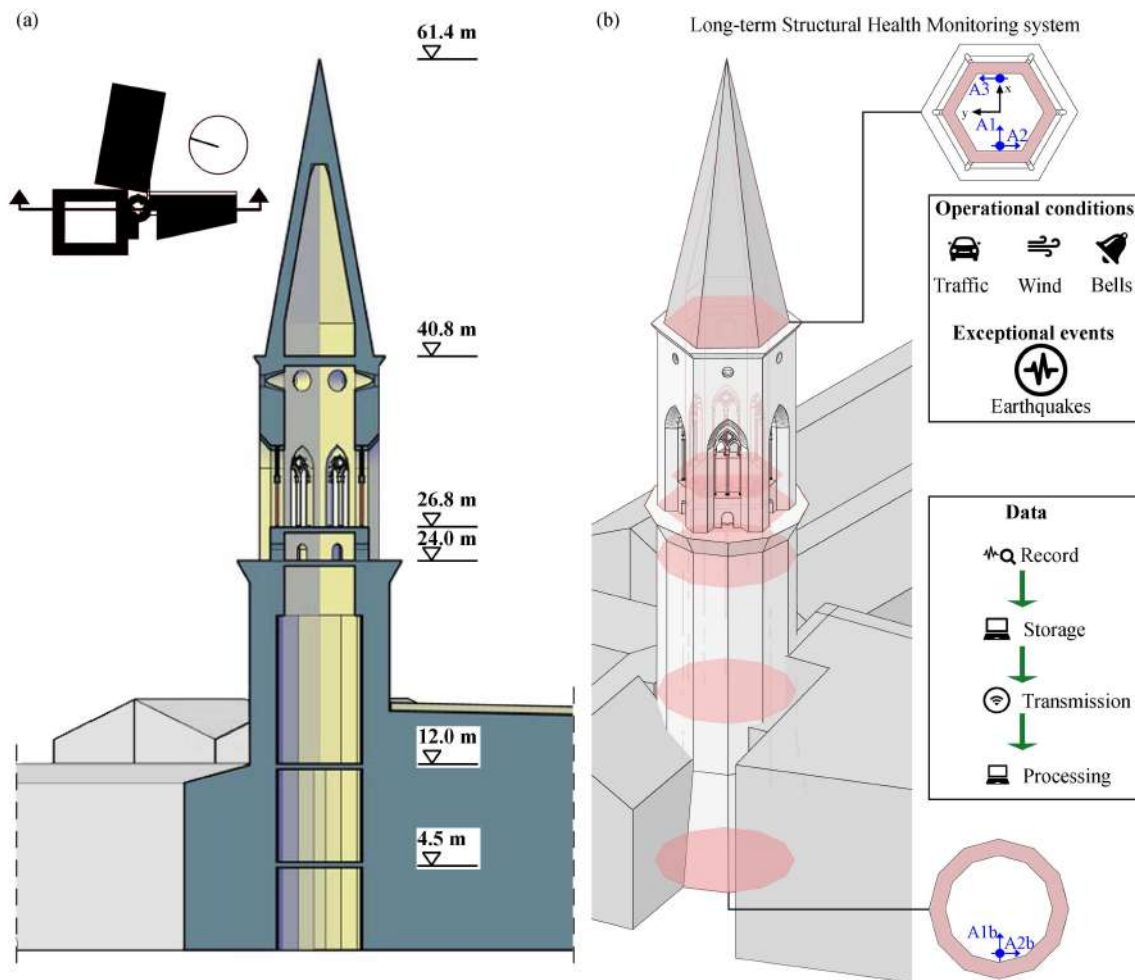 (a)
61.4 m
40.8 m
26.8 m
24.0 m
12.0 m
4.5 m
(b)
Long-term Structural Health Monitoring system
A3
x
y
A1
A2
Operational conditions
Traffic Wind Bells
Exceptional events
Earthquakes
Data
Record
Storage
Transmission
Processing
A1b
A2b